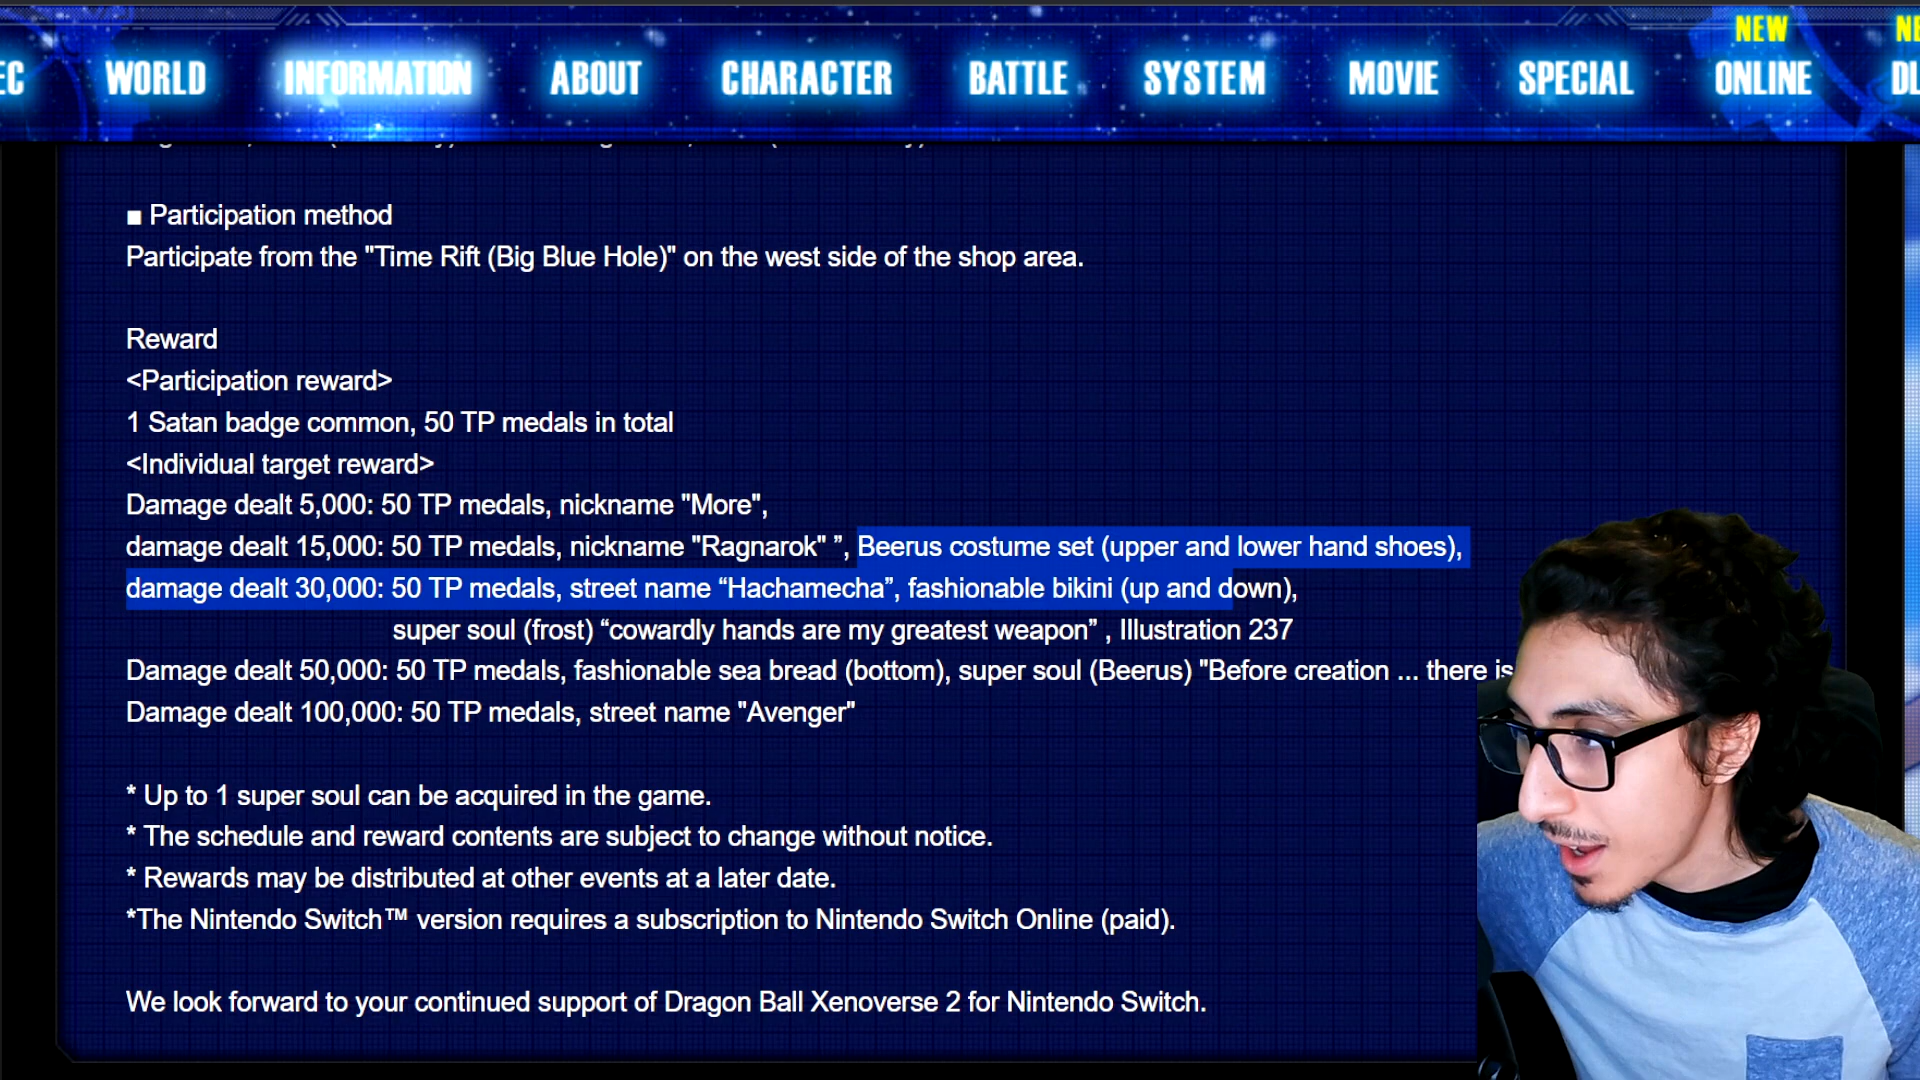 NEW
WORLD INFORMATION ABOUT CHARACTER BATTLE SYSTEM MOVIE SPECIAL ONLINE
■ Participation method
Participate from the "Time Rift (Big Blue Hole)" on the west side of the shop area.
Reward
<Participation reward>
1 Satan badge common, 50 TP medals in total
<Individual target reward>
Damage dealt 5,000: 50 TP medals, nickname "More",
damage dealt 15,000: 50 TP medals, nickname "Ragnarok" ”, Beerus costume set (upper and lower hand shoes),
damage dealt 30,000: 50 TP medals, street name “Hachamecha”, fashionable bikini (up and down),
super soul (frost) “cowardly hands are my greatest weapon” , Illustration 237
Damage dealt 50,000: 50 TP medals, fashionable sea bread (bottom), super soul (Beerus) "Before creation ... there is
Damage dealt 100,000: 50 TP medals, street name "Avenger"
* Up to 1 super soul can be acquired in the game.
* The schedule and reward contents are subject to change without notice.
* Rewards may be distributed at other events at a later date.
*The Nintendo Switch™ version requires a subscription to Nintendo Switch Online (paid).
We look forward to your continued support of Dragon Ball Xenoverse 2 for Nintendo Switch.